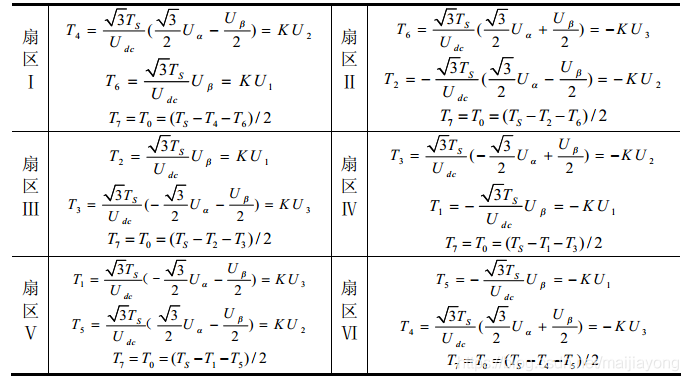 扇区 I
T₄ = √3T_S/U_dc (√3/2 U_α − U_β/2) = KU₂
T₆ = √3T_S/U_dc U_β = KU₁
T₇ = T₀ = (T_S − T₄ − T₆)/2
扇区 II
T₆ = √3T_S/U_dc (√3/2 U_α + U_β/2) = −KU₃
T₂ = −√3T_S/U_dc (√3/2 U_α − U_β/2) = −KU₂
T₇ = T₀ = (T_S − T₂ − T₆)/2
扇区 III
T₂ = √3T_S/U_dc U_β = KU₁
T₃ = √3T_S/U_dc (−√3/2 U_α − U_β/2) = KU₃
T₇ = T₀ = (T_S − T₂ − T₃)/2
扇区 IV
T₃ = √3T_S/U_dc (−√3/2 U_α + U_β/2) = −KU₂
T₁ = −√3T_S/U_dc U_β = −KU₁
T₇ = T₀ = (T_S − T₁ − T₃)/2
扇区 V
T₁ = √3T_S/U_dc (−√3/2 U_α − U_β/2) = KU₃
T₅ = √3T_S/U_dc (√3/2 U_α − U_β/2) = KU₂
T₇ = T₀ = (T_S − T₁ − T₅)/2
扇区 VI
T₅ = −√3T_S/U_dc U_β = −KU₁
T₄ = √3T_S/U_dc (√3/2 U_α + U_β/2) = −KU₃
T₇ = T₀ = (T_S − T₄ − T₅)/2
maijiayong